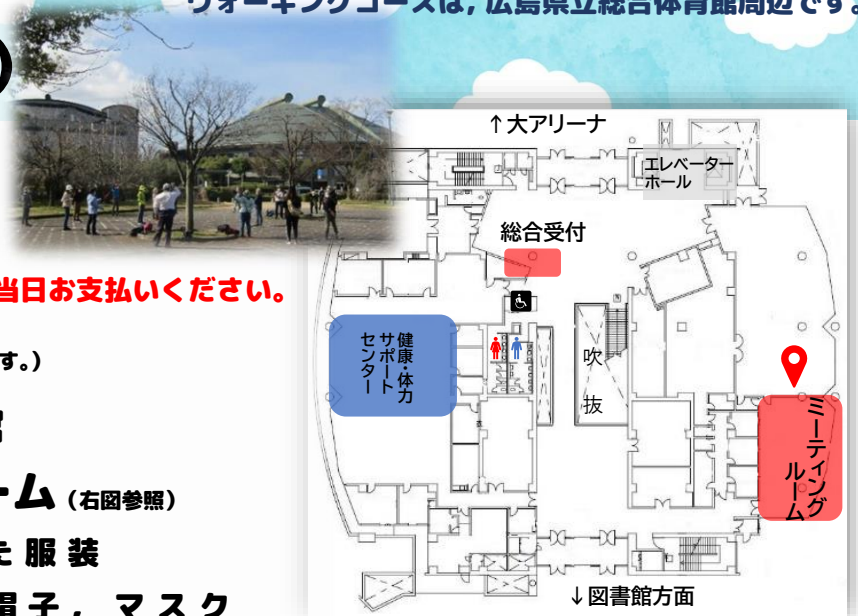 ウォーキングコースは，広島県立総合体育館周辺です。
↑大アリーナ
エレベーター
ホール
総合受付
当日お支払いください。
健康・体力
サポート
センター
す。）
吹抜
ミーティング
ルーム
ーム（右図参照）
た服装
帽子，マスク
↓図書館方面